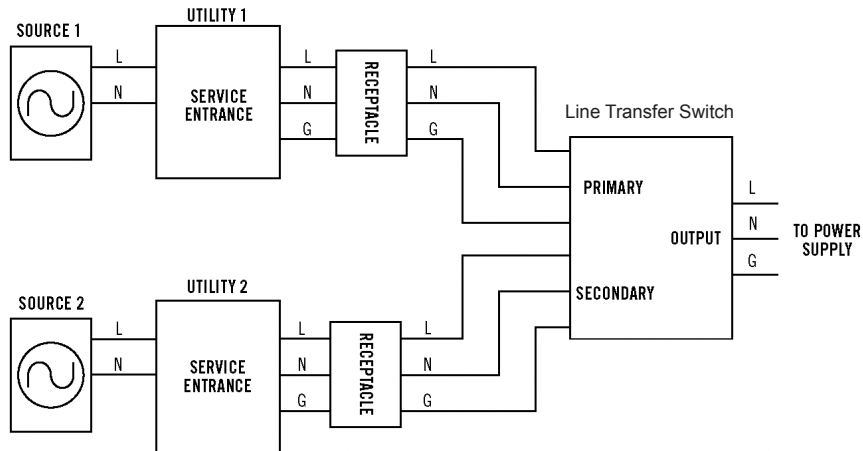 SOURCE 1
UTILITY 1
L
N
SERVICE
ENTRANCE
L
N
G
RECEPTACLE
L
N
G
Line Transfer Switch
PRIMARY
SECONDARY
OUTPUT
L
N
G
TO POWER
SUPPLY
SOURCE 2
UTILITY 2
L
N
SERVICE
ENTRANCE
L
N
G
RECEPTACLE
L
N
G